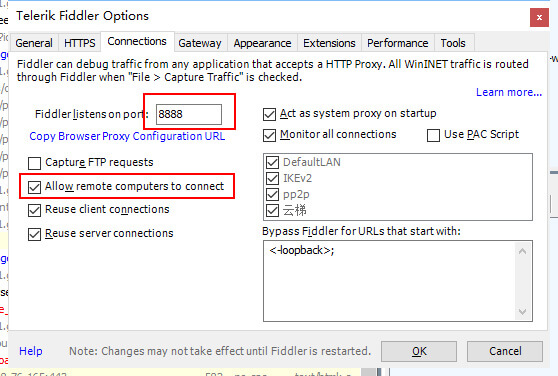 Telerik Fiddler Options
General HTTPS Connections Gateway Appearance Extensions Performance Tools
Fiddler can debug traffic from any application that accepts a HTTP Proxy. All WinINET traffic is routed
through Fiddler when "File > Capture Traffic" is checked.
Learn more...
Fiddler listens on port: 8888
Copy Browser Proxy Configuration URL
Capture FTP requests
Allow remote computers to connect
Reuse client connections
Reuse server connections
Act as system proxy on startup
Monitor all connections Use PAC Script
DefaultLAN
IKEv2
pp2p
云梯
Bypass Fiddler for URLs that start with:
<-loopback>;
Help Note: Changes may not take effect until Fiddler is restarted. OK Cancel